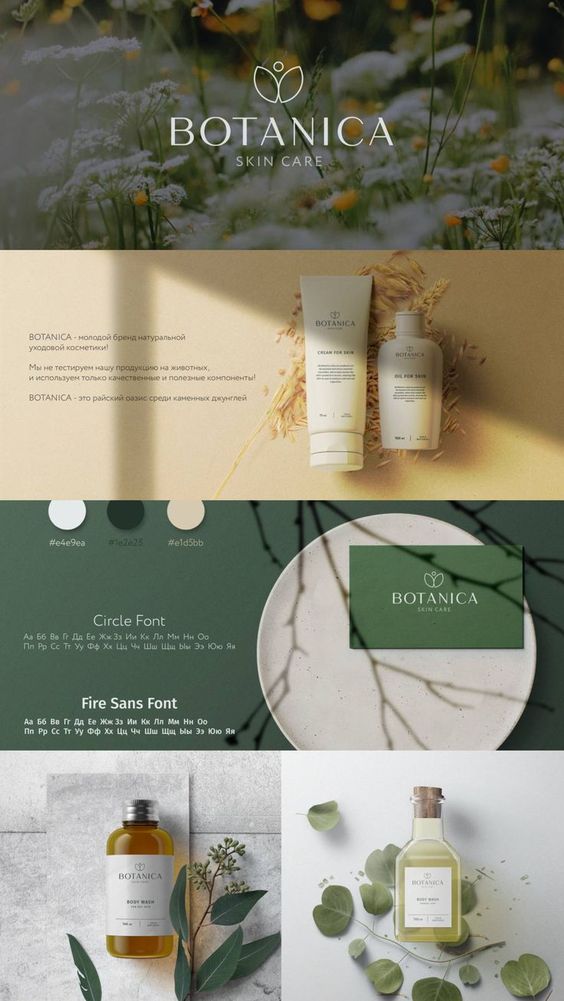 BOTANICA
SKIN CARE
BOTANICA - молодой бренд натуральной
уходовой косметики!
Мы не тестируем нашу продукцию на животных,
и используем только качественные и полезные компоненты!
BOTANICA - это райский оазис среди каменных джунглей
BOTANICA
CREAM FOR SKIN
BOTANICA
OIL FOR SKIN
#e4e9ea
#1e2e25
#e1d5bb
Circle Font
Аа Бб Вв Гг Дд Ее Жж Зз Ии Кк Лл Мм Нн Оо
Пп Рр Сс Тт Уу Фф Хх Цц Чч Шш Щщ Ыы Ээ Юю Яя
Fire Sans Font
Аа Бб Вв Гг Дд Ее Жж Зз Ии Кк Лл Мм Нн Оо
Пп Рр Сс Тт Уу Фф Хх Цц Чч Шш Щщ Ыы Ээ Юю Яя
BOTANICA
SKIN CARE
BOTANICA
BODY WASH
BOTANICA
BODY WASH